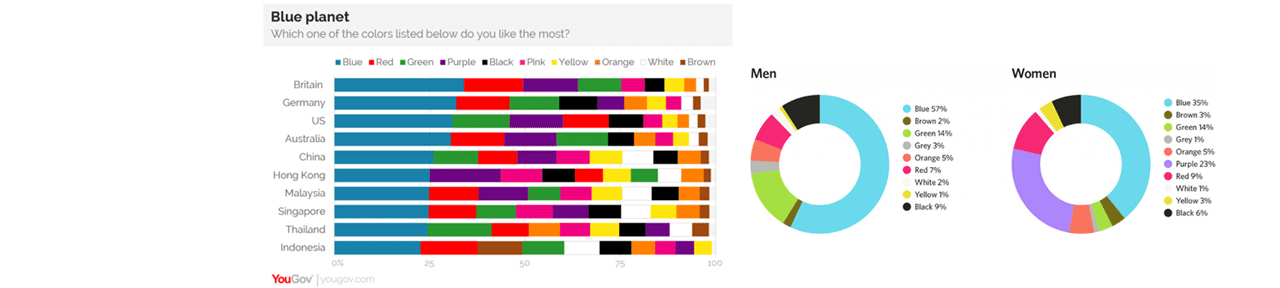 Blue planet
Which one of the colors listed below do you like the most?
Blue Red Green Purple Black Pink Yellow Orange White Brown
Britain
Germany
US
Australia
China
Hong Kong
Malaysia
Singapore
Thailand
Indonesia
0% 25 50 75 100
YouGov | yougov.com
Men
Blue 57%
Brown 2%
Green 14%
Grey 3%
Orange 5%
Red 7%
White 2%
Yellow 1%
Black 9%
Women
Blue 35%
Brown 3%
Green 14%
Grey 1%
Orange 5%
Purple 23%
Red 9%
White 1%
Yellow 3%
Black 6%